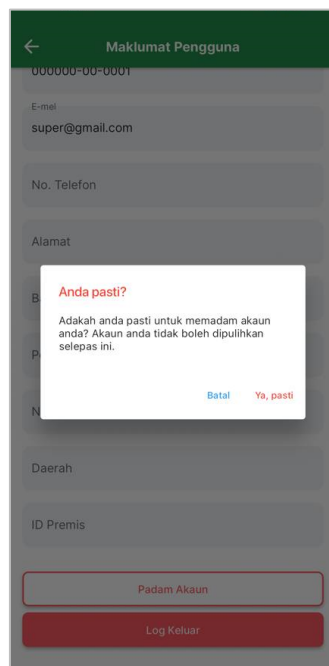 Maklumat Pengguna
000000-00-0001
E-mel
super@gmail.com
No. Telefon
Alamat
Anda pasti?
Adakah anda pasti untuk memadam akaun
anda? Akaun anda tidak boleh dipulihkan
selepas ini.
Batal Ya, pasti
Daerah
ID Premis
Padam Akaun
Log Keluar